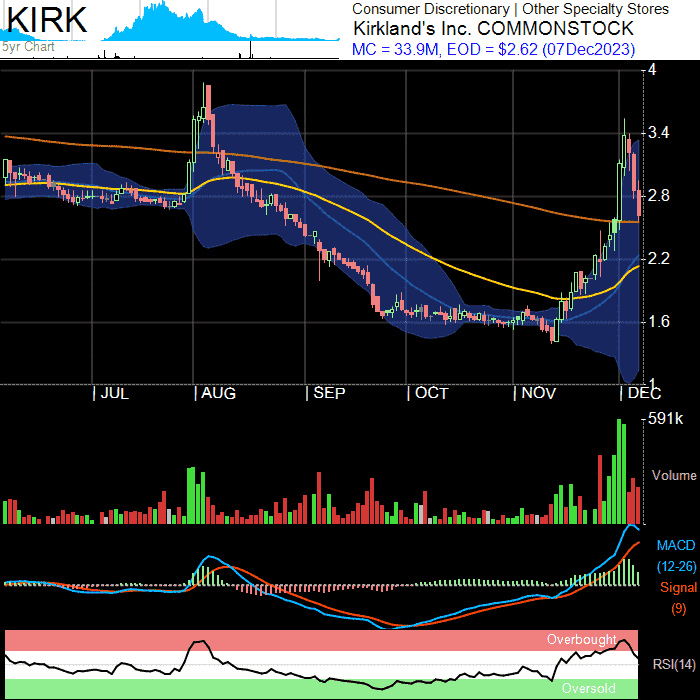 KIRK
5yr Chart
Consumer Discretionary | Other Specialty Stores
Kirkland's Inc. COMMONSTOCK
MC = 33.9M, EOD = $2.62 (07Dec2023)
4
3.4
2.8
2.2
1.6
1
| JUL | AUG | SEP | OCT | NOV | DEC
591k
Volume
MACD
(12-26)
Signal
(9)
Overbought
RSI(14)
Oversold